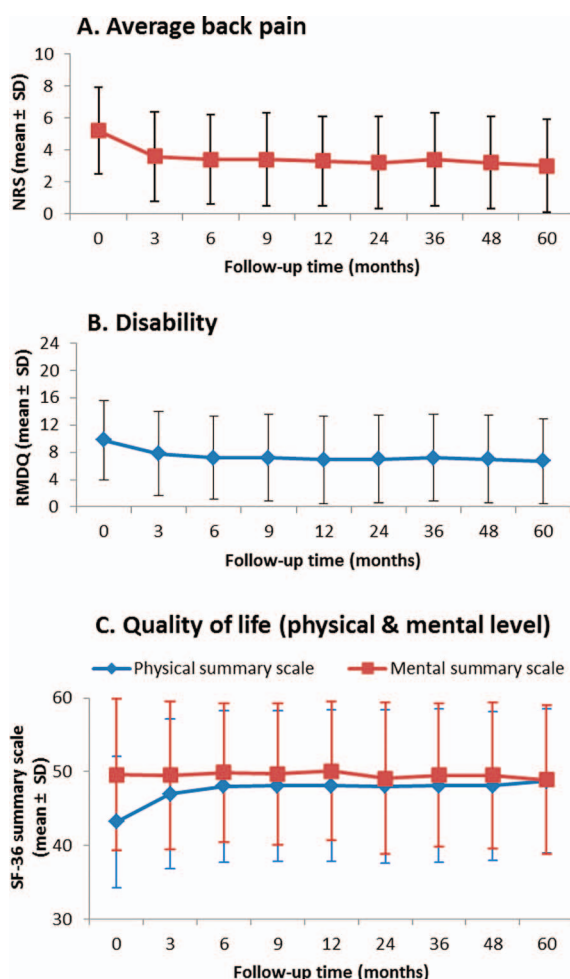 A. Average back pain
NRS (mean ± SD)
10
8
6
4
2
0
0 3 6 9 12 24 36 48 60
Follow-up time (months)
B. Disability
RMDQ (mean ± SD)
24
20
16
12
8
4
0
0 3 6 9 12 24 36 48 60
Follow-up time (months)
C. Quality of life (physical & mental level)
Physical summary scale Mental summary scale
SF-36 summary scale
(mean ± SD)
60
50
40
30
0 3 6 9 12 24 36 48 60
Follow-up time (months)